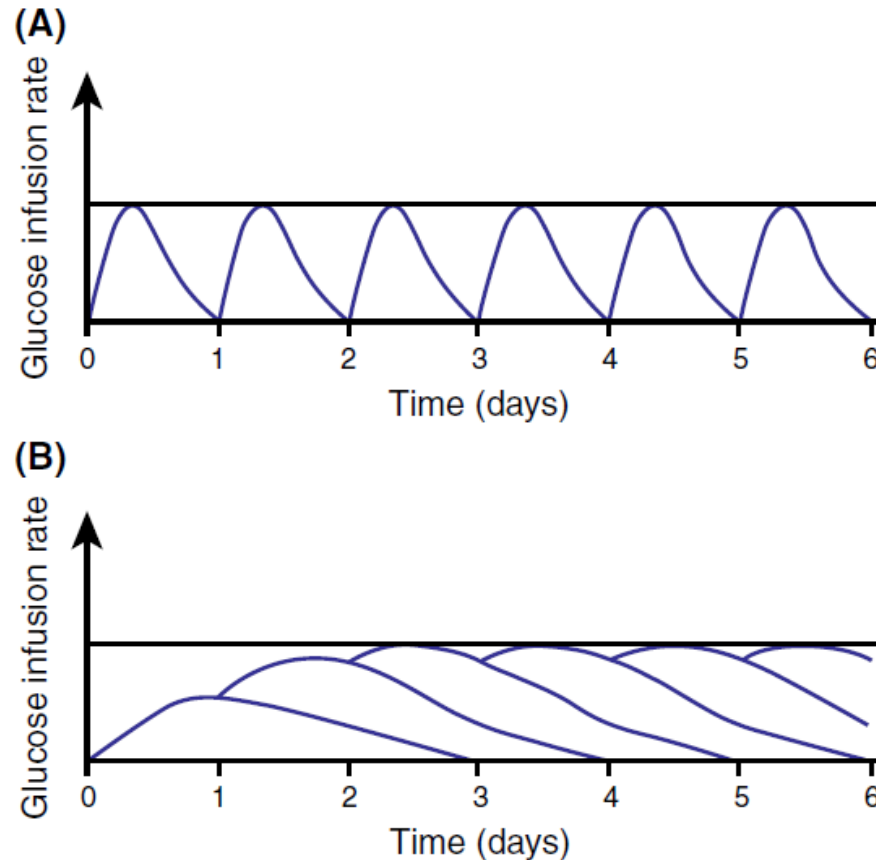 (A)
Glucose infusion rate
0 1 2 3 4 5 6
Time (days)
(B)
Glucose infusion rate
0 1 2 3 4 5 6
Time (days)